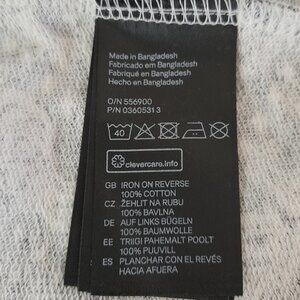 Made in Bangladesh
Fabricado em Bangladesh
Fabriqué en Bangladesh
Hecho en Bangladesh
O/N 556900
P/N 0360531 3
40
clevercare.info
GB IRON ON REVERSE
100% COTTON
CZ ŽEHLIT NA RUBU
100% BAVLNA
DE AUF LINKS BÜGELN
100% BAUMWOLLE
EE TRIIGI PAHEMALT POOLT
100% PUUVILL
ES PLANCHAR CON EL REVÉS
HACIA AFUERA